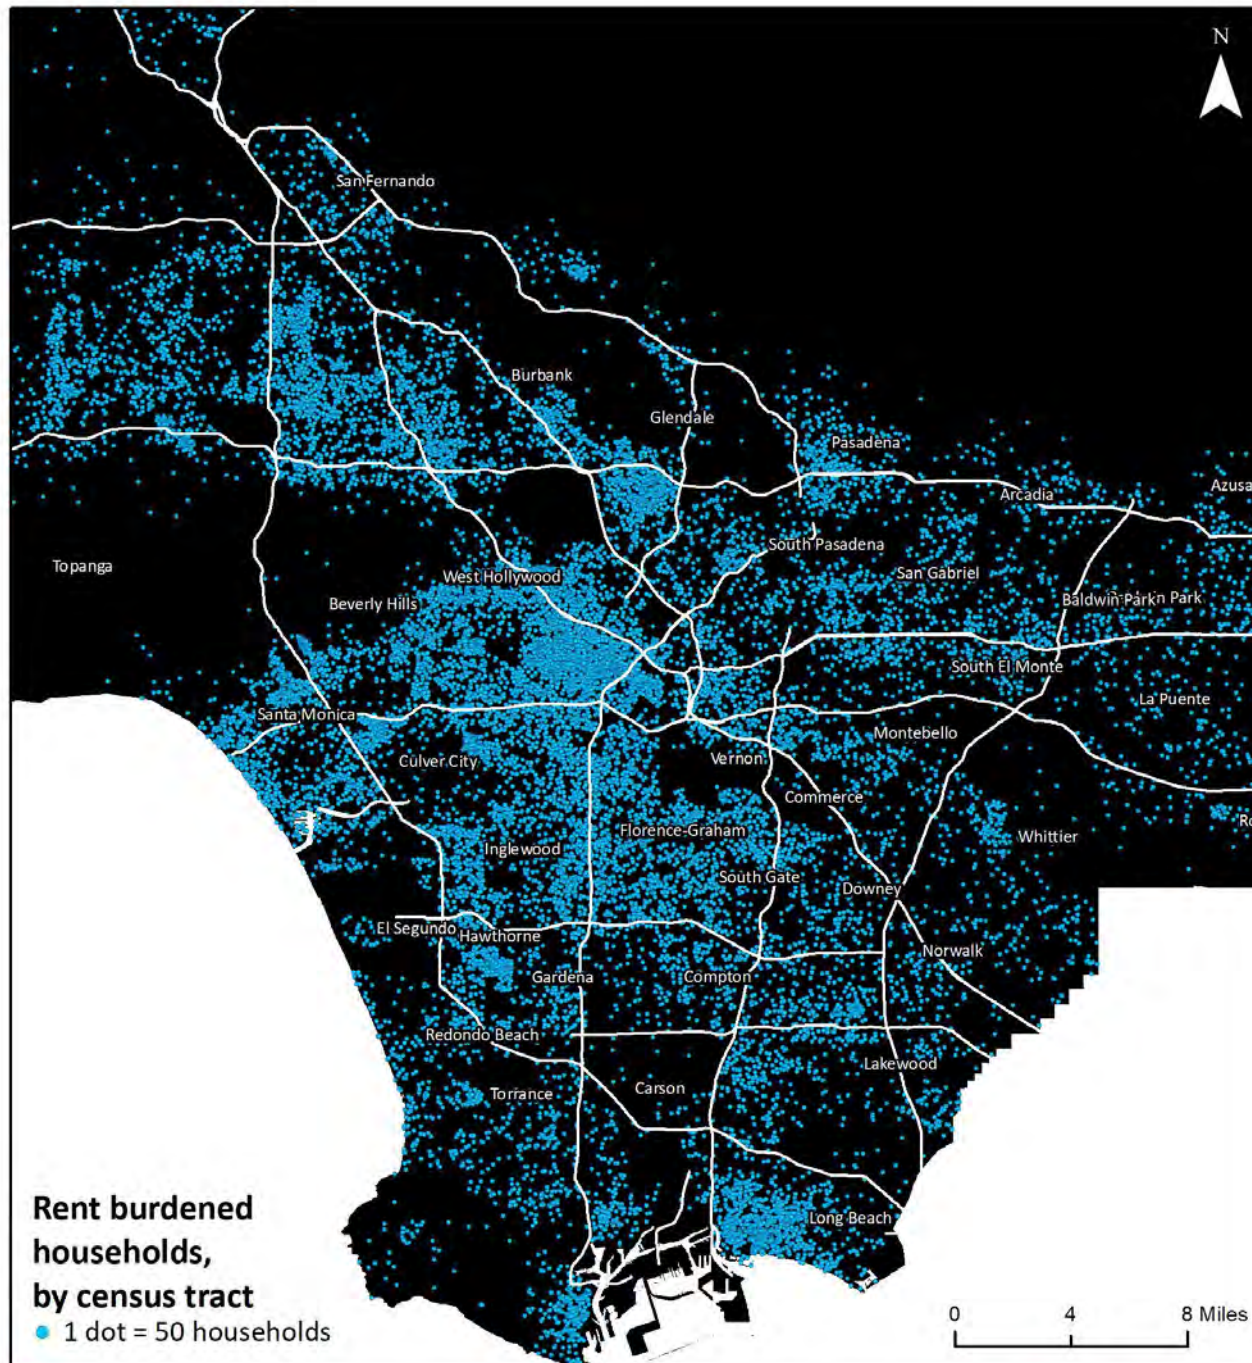 N
San Fernando
Burbank
Glendale
Pasadena
Arcadia
Azusa
South Pasadena
Topanga
West Hollywood
San Gabriel
Beverly Hills
Baldwin Park
n Park
South El Monte
La Puente
Santa Monica
Montebello
Culver City
Vernon
Commerce
Ro
Florence-Graham
Whittier
Inglewood
South Gate
Downey
El Segundo
Hawthorne
Norwalk
Gardena
Compton
Redondo Beach
Lakewood
Torrance
Carson
Long Beach
Rent burdened
households,
by census tract
1 dot = 50 households
0 4 8 Miles